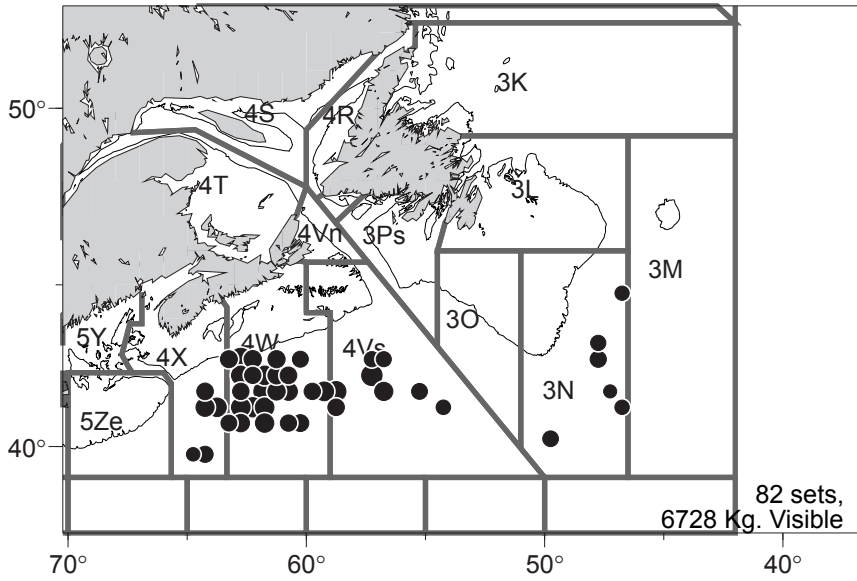 50°
40°
4S
4R
3K
4T
3L
4Vn
3Ps
3M
5Y
4X
4W
4Vs
3O
3N
5Ze
82 sets,
6728 Kg. Visible
70°
60°
50°
40°